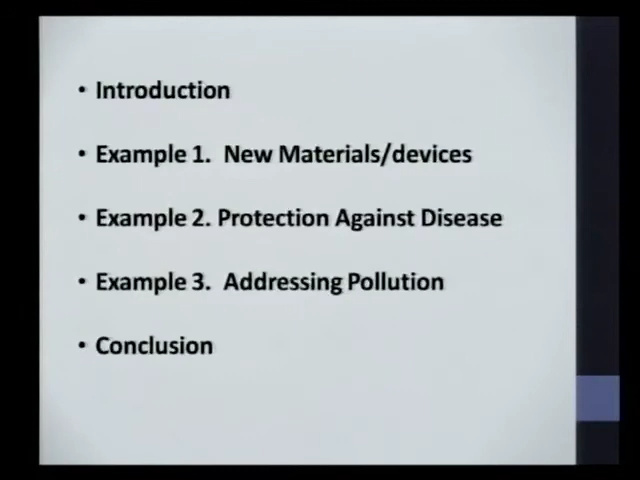 • Introduction
• Example 1.  New Materials/devices
• Example 2. Protection Against Disease
• Example 3.  Addressing Pollution
• Conclusion